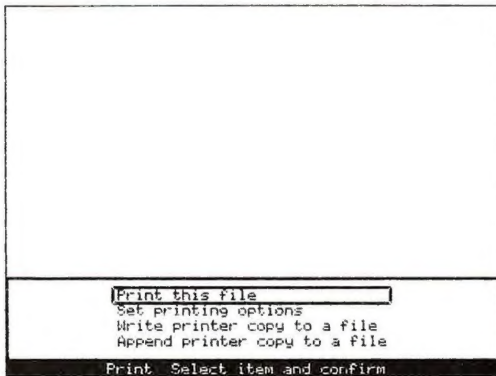 Print this file
Set printing options
Write printer copy to a file
Append printer copy to a file
Print Select item and confirm